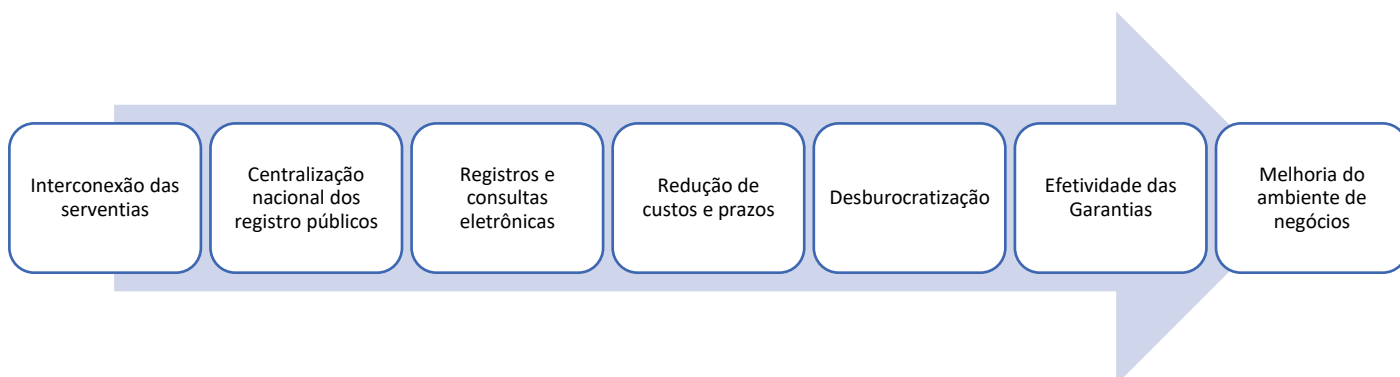 Interconexão das
serventias
Centralização
nacional dos
registro públicos
Registros e
consultas
eletrônicas
Redução de
custos e prazos
Desburocratização
Efetividade das
Garantias
Melhoria do
ambiente de
negócios